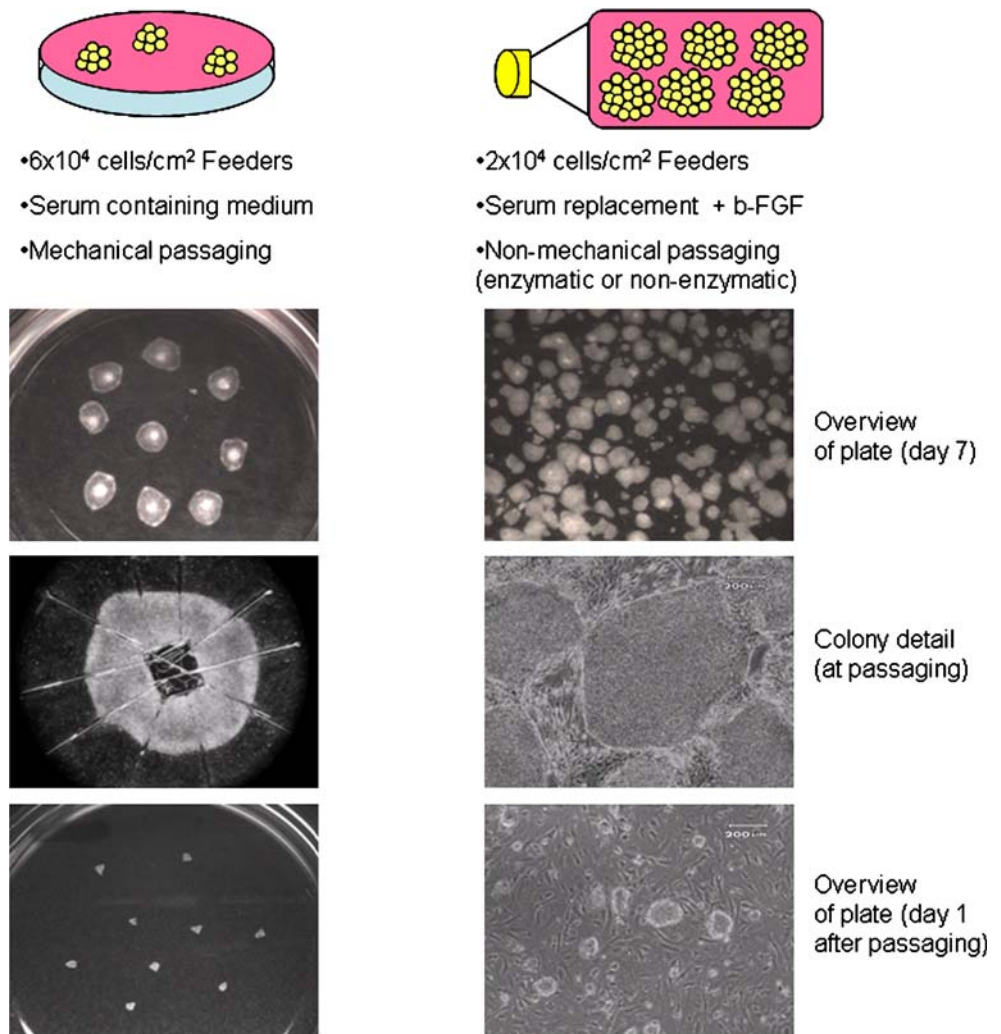 •6x10⁴ cells/cm² Feeders
•Serum containing medium
•Mechanical passaging
•2x10⁴ cells/cm² Feeders
•Serum replacement + b-FGF
•Non-mechanical passaging
(enzymatic or non-enzymatic)
Overview
of plate (day 7)
200um
Colony detail
(at passaging)
200um
Overview
of plate (day 1
after passaging)